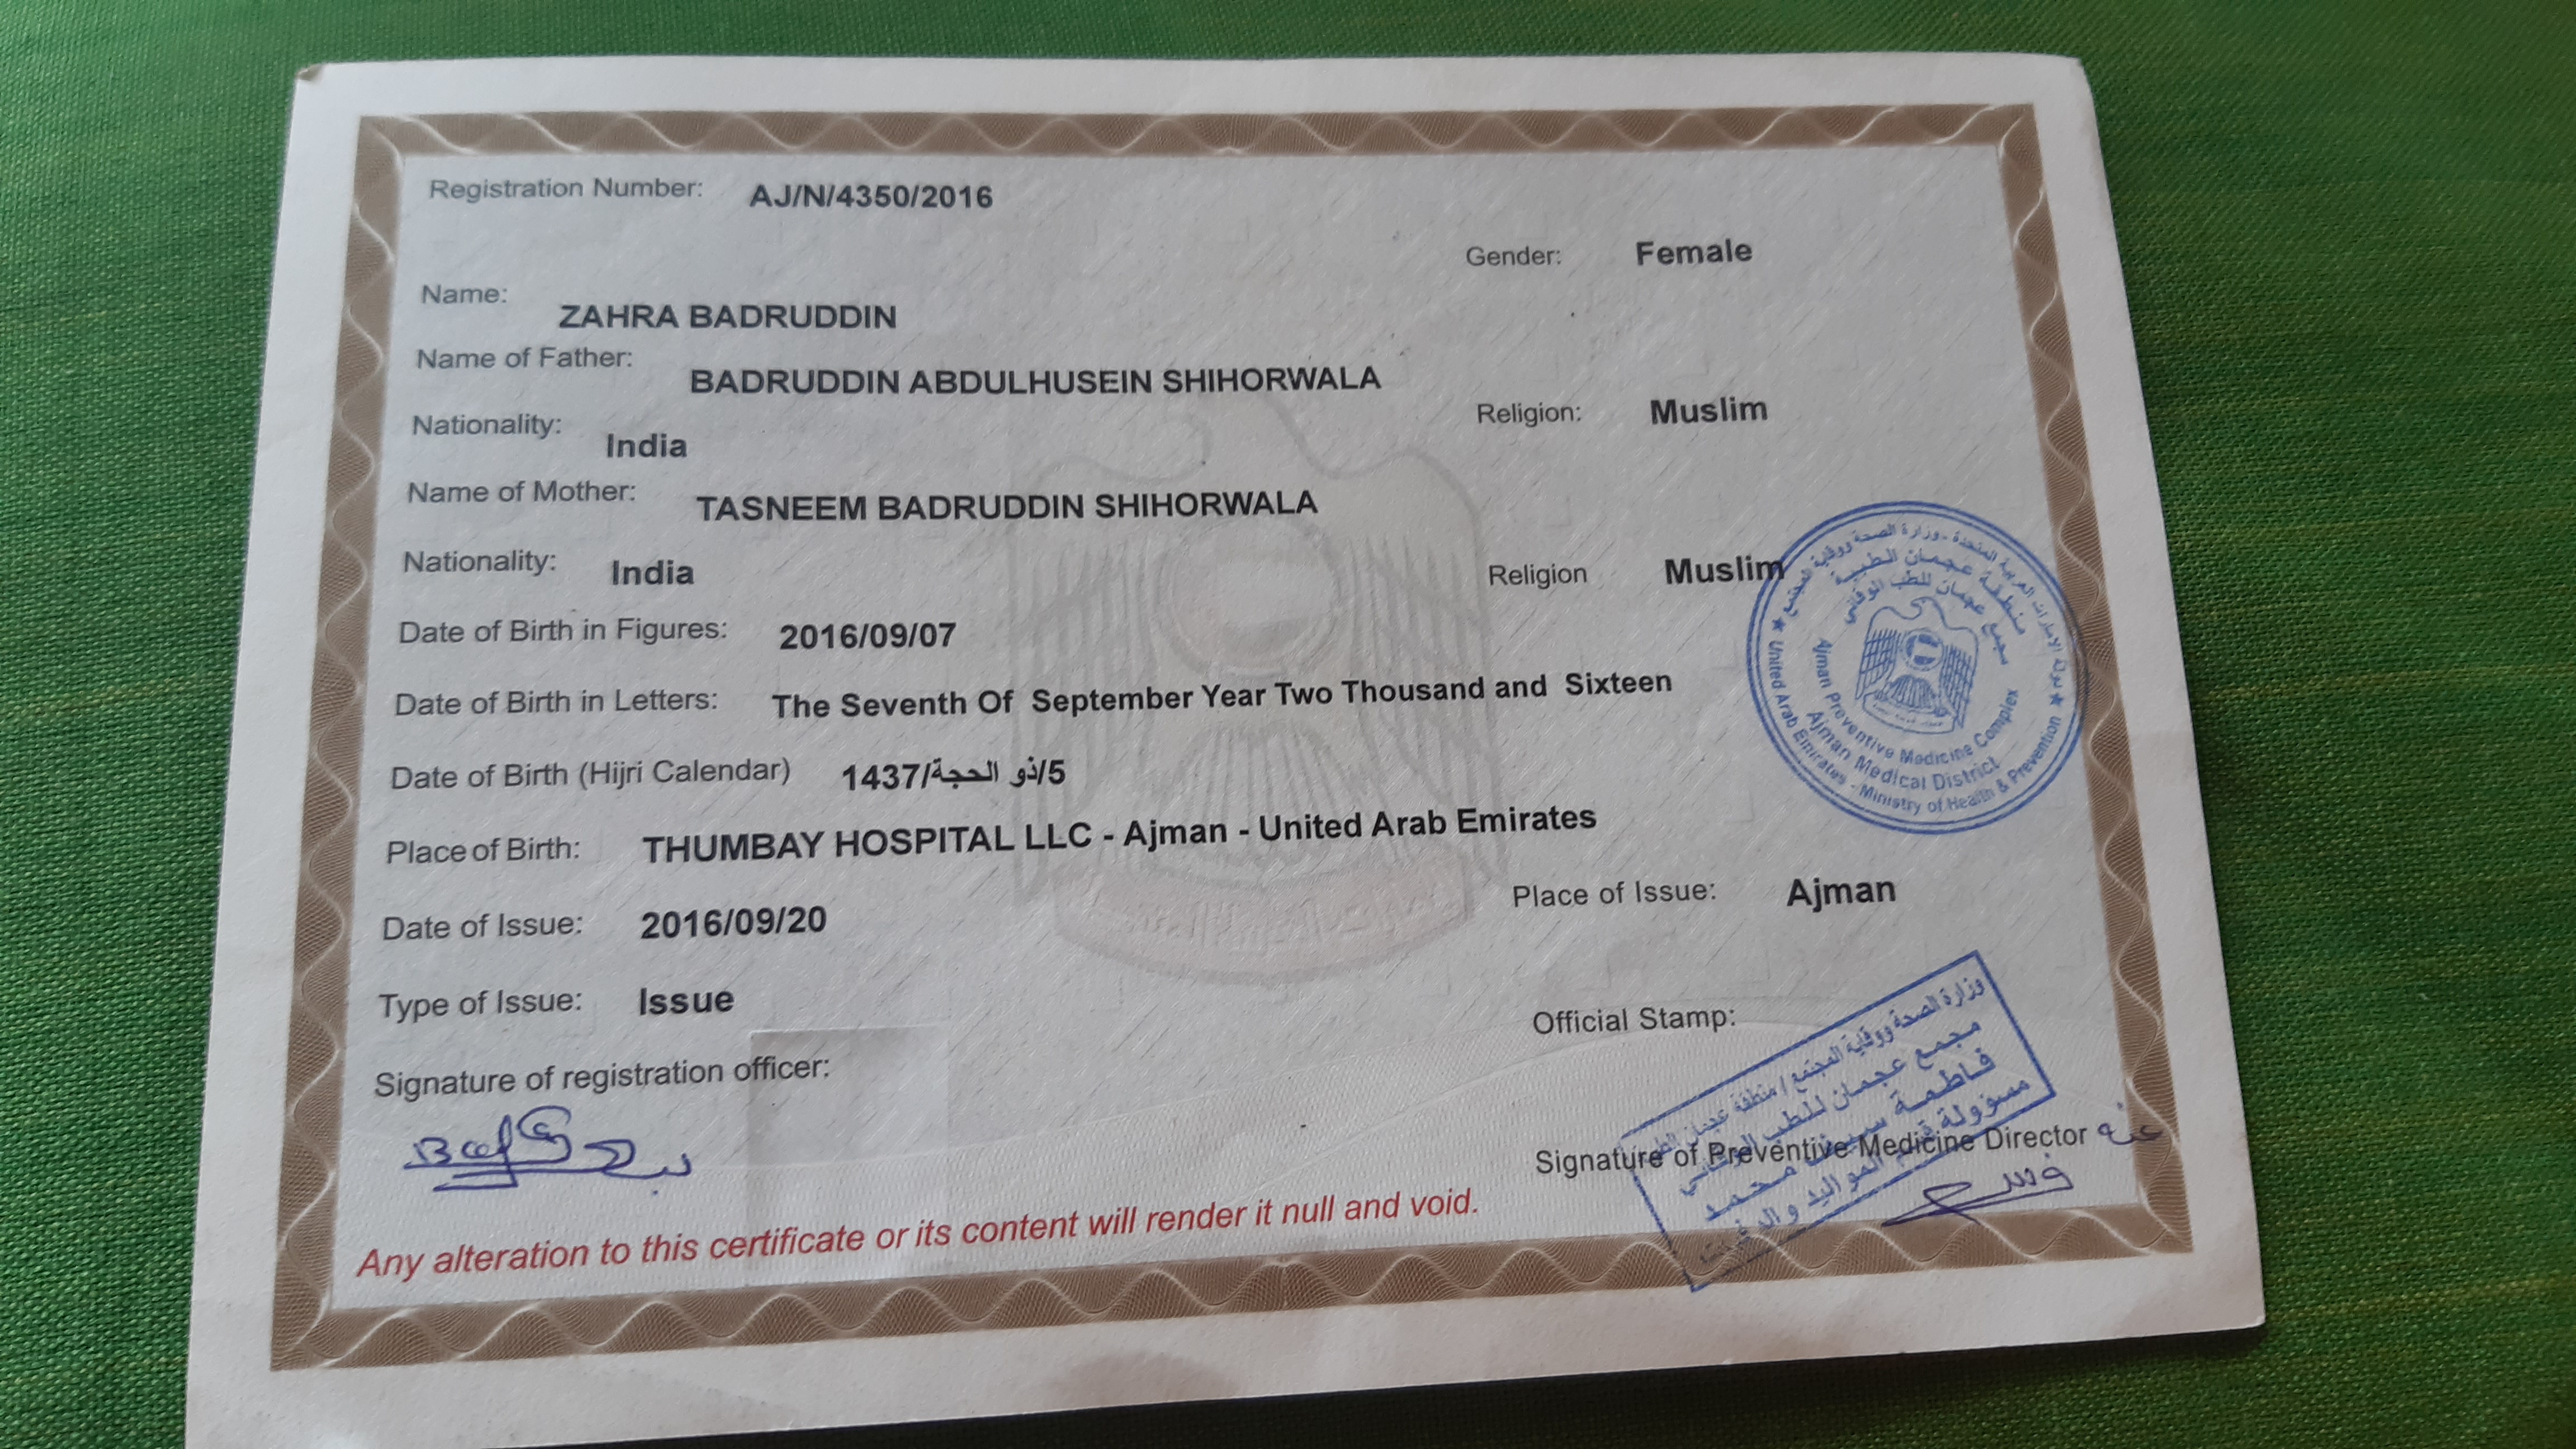 Registration Number: AJ/N/4350/2016
Gender: Female
Name: ZAHRA BADRUDDIN
Name of Father: BADRUDDIN ABDULHUSEIN SHIHORWALA
Nationality: India
Religion: Muslim
Name of Mother: TASNEEM BADRUDDIN SHIHORWALA
Nationality: India
Religion Muslim
Date of Birth in Figures: 2016/09/07
Date of Birth in Letters: The Seventh Of September Year Two Thousand and Sixteen
Date of Birth (Hijri Calendar) 5/ذو الحجة/1437
Place of Birth: THUMBAY HOSPITAL LLC - Ajman - United Arab Emirates
Date of Issue: 2016/09/20
Place of Issue: Ajman
Type of Issue: Issue
Official Stamp:
Signature of registration officer:
Signature of Preventive Medicine Director
Any alteration to this certificate or its content will render it null and void.
دولة الإمارات العربية المتحدة - وزارة الصحة ووقاية المجتمع
منطقة عجمان الطبية
مجمع عجمان للطب الوقائي
Ajman Preventive Medicine Complex
Ajman Medical District
United Arab Emirates - Ministry of Health & Prevention
وزارة الصحة ووقاية المجتمع / منطقة عجمان الطبية
مجمع عجمان للطب الوقائي
فاطمة سيف محمد
مسؤولة قسم المواليد والوفيات